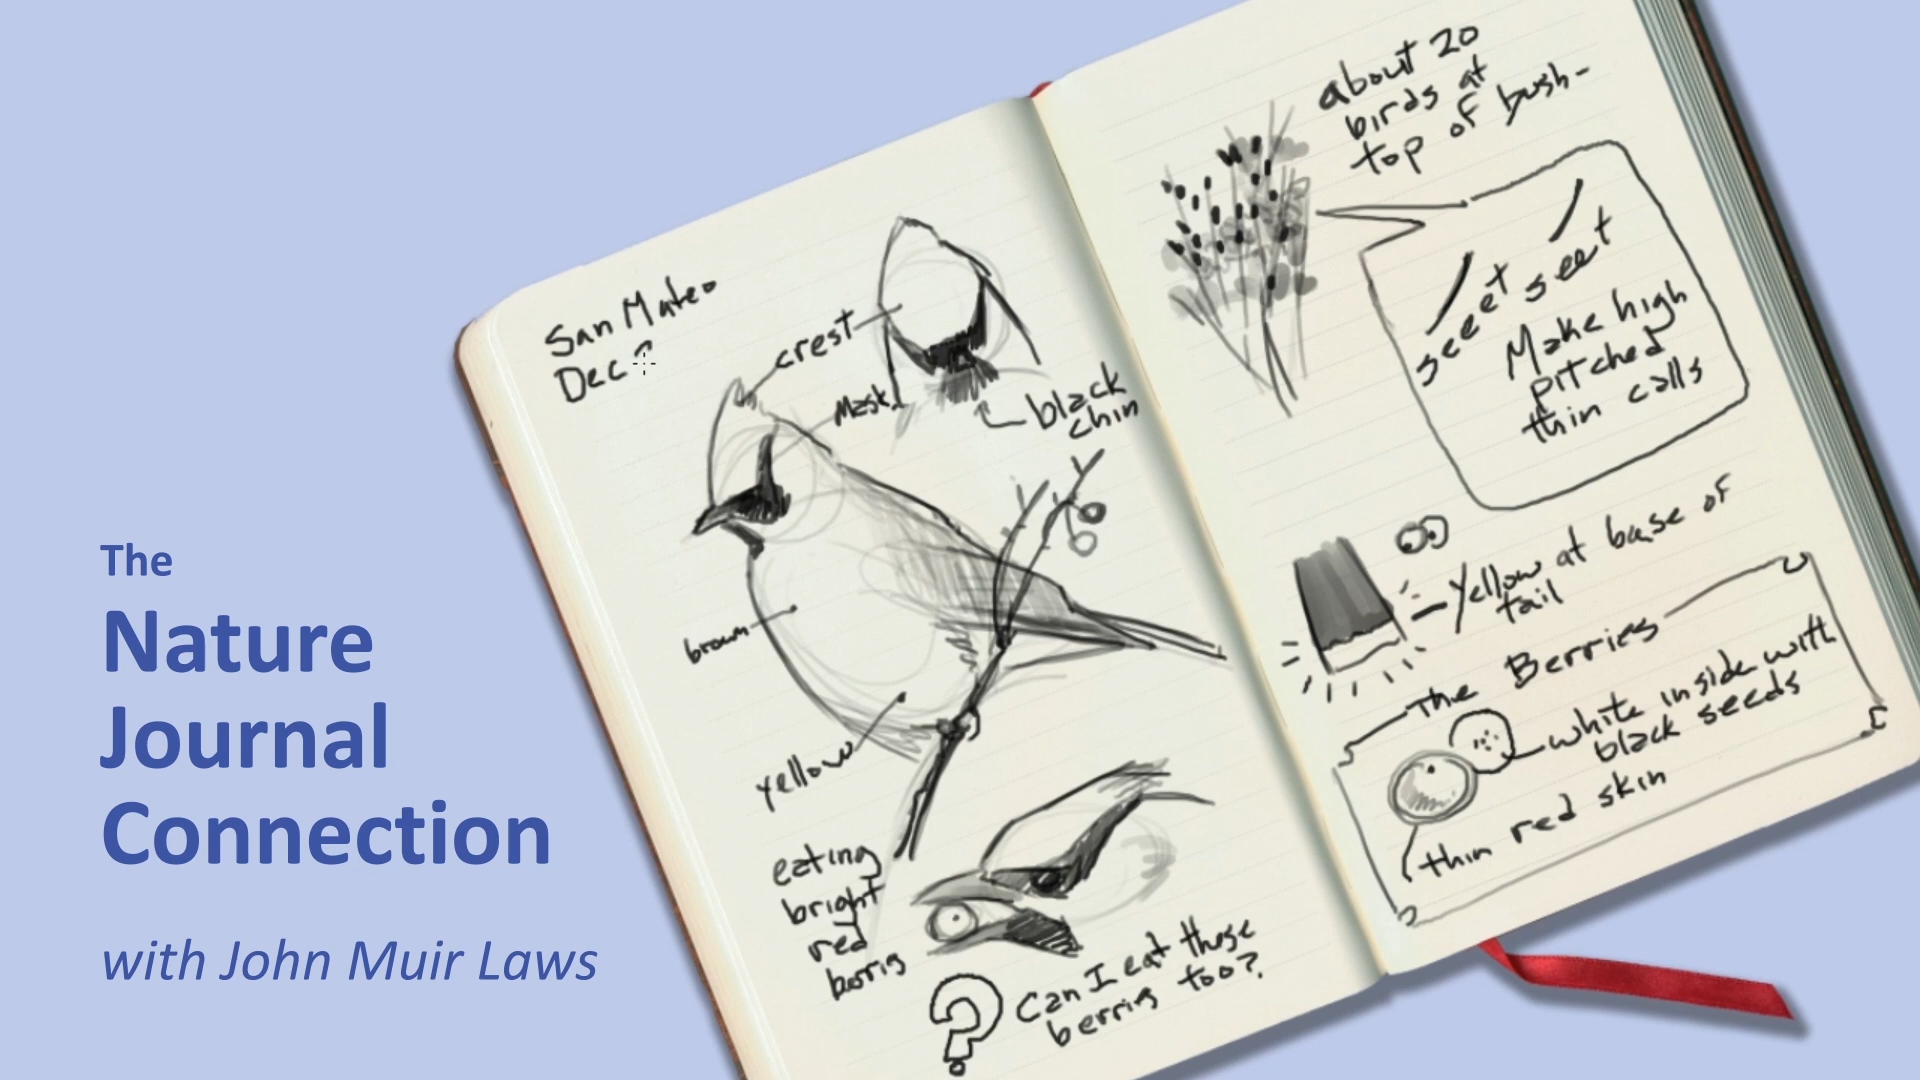 The
Nature
Journal
Connection
with John Muir Laws
San Mateo
Dec
crest
Mask
black
chin
brown
yellow
eating
bright
red
Can I eat these
berries too?
about 20
birds at
top of bush-
seeet seet
Make high
pitched
thin calls
Yellow at base of
tail
The Berries
white inside with
black seeds
thin red skin